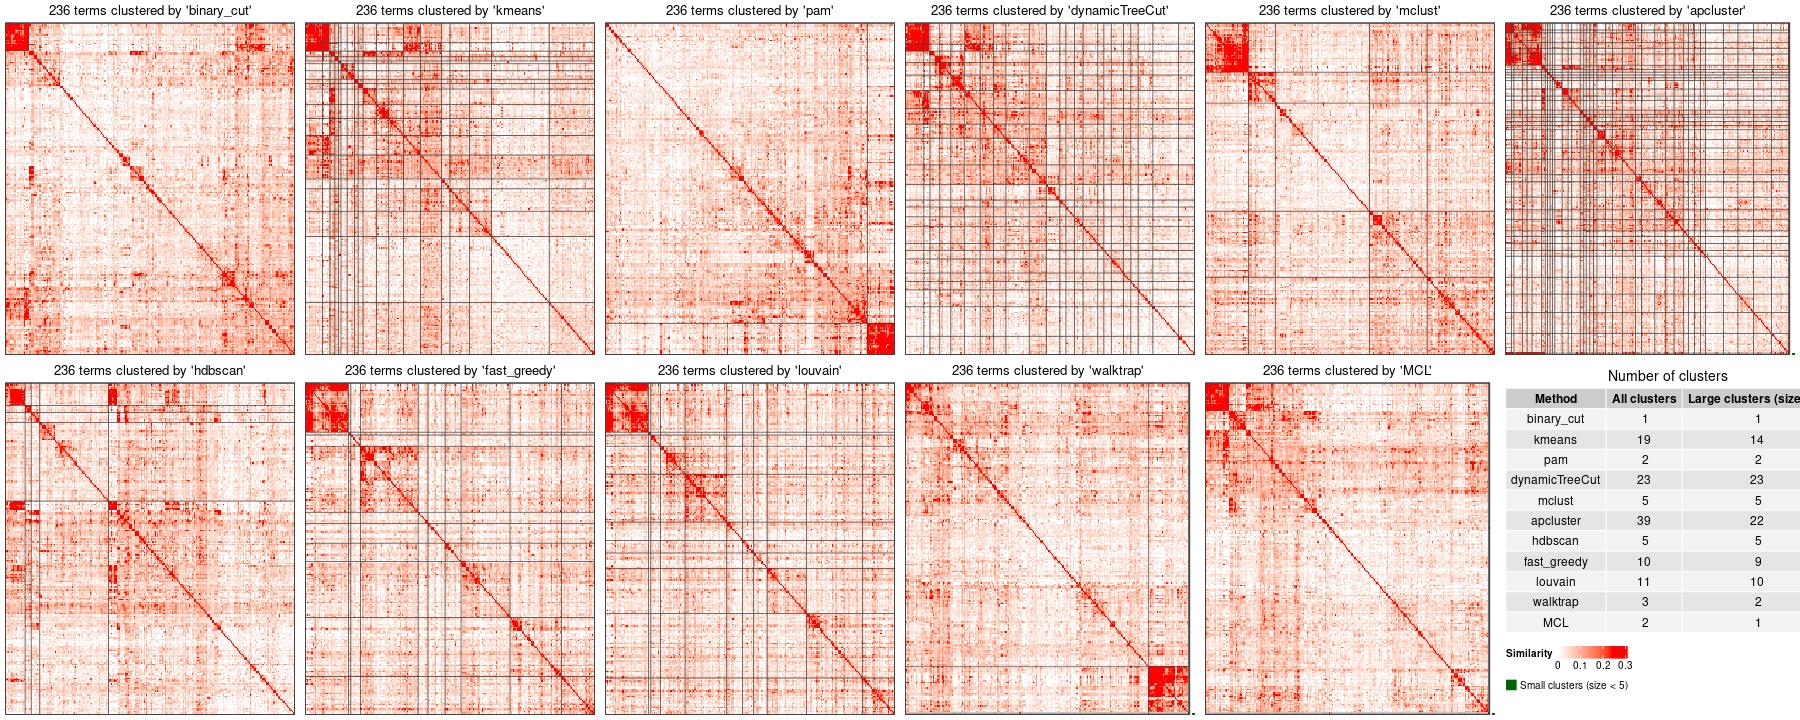 236 terms clustered by 'binary_cut'
236 terms clustered by 'kmeans'
236 terms clustered by 'pam'
236 terms clustered by 'dynamicTreeCut'
236 terms clustered by 'mclust'
236 terms clustered by 'apcluster'
236 terms clustered by 'hdbscan'
236 terms clustered by 'fast_greedy'
236 terms clustered by 'louvain'
236 terms clustered by 'walktrap'
236 terms clustered by 'MCL'
Number of clusters
Method All clusters Large clusters (size
binary_cut 1 1
kmeans 19 14
pam 2 2
dynamicTreeCut 23 23
mclust 5 5
apcluster 39 22
hdbscan 5 5
fast_greedy 10 9
louvain 11 10
walktrap 3 2
MCL 2 1
Similarity
0 0.1 0.2 0.3
Small clusters (size < 5)